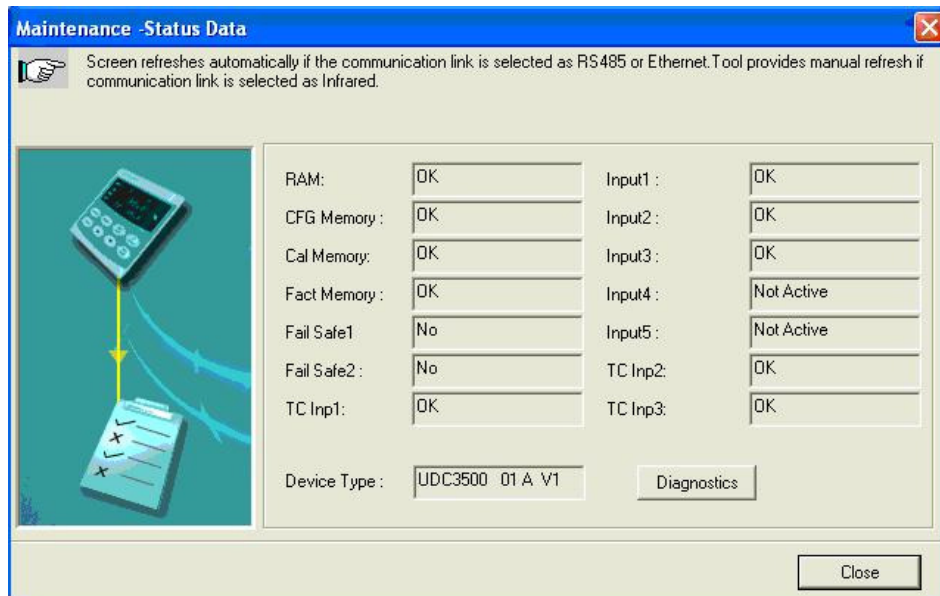 Maintenance -Status Data
Screen refreshes automatically if the communication link is selected as RS485 or Ethernet.Tool provides manual refresh if
communication link is selected as Infrared.
RAM: OK Input1 : OK
CFG Memory : OK Input2 : OK
Cal Memory: OK Input3 : OK
Fact Memory : OK Input4 : Not Active
Fail Safe1 No Input5 : Not Active
Fail Safe2 : No TC Inp2: OK
TC Inp1: OK TC Inp3: OK
Device Type : UDC3500 01 A V1 Diagnostics
Close